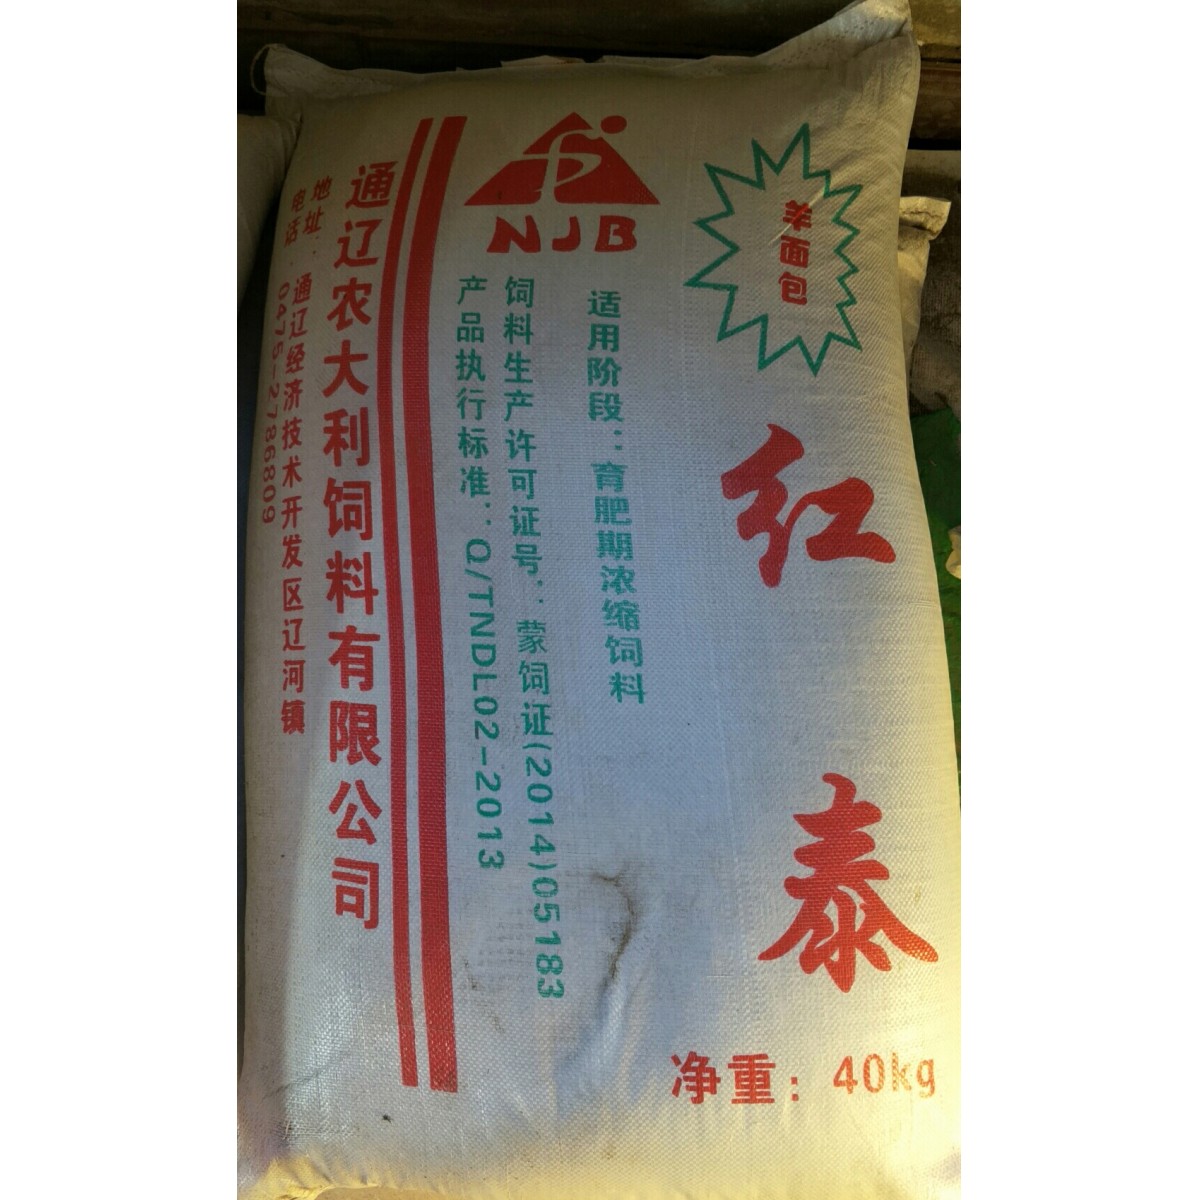 NJB
羊面包
红泰
适用阶段：育肥期浓缩饲料
饲料生产许可证号：蒙饲证(2014)05183
产品执行标准：Q/TNDL02-2013
通辽农大利饲料有限公司
地址：通辽经济技术开发区辽河镇
电话：0475-2786809
净重：40kg